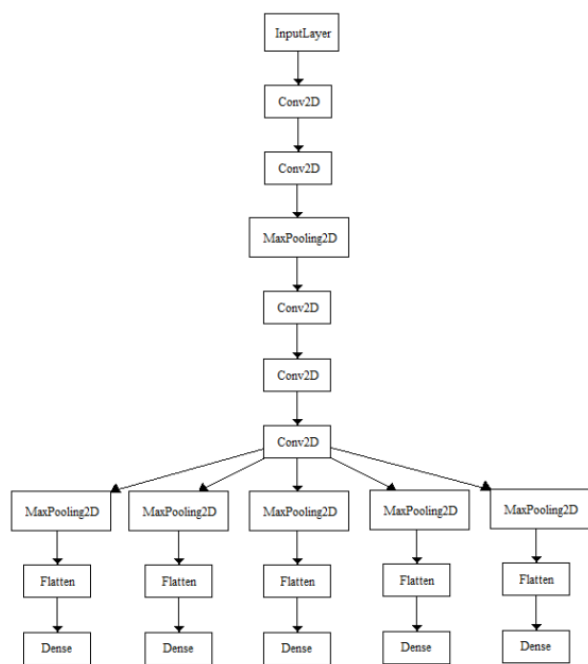 InputLayer
Conv2D
Conv2D
MaxPooling2D
Conv2D
Conv2D
Conv2D
MaxPooling2D MaxPooling2D MaxPooling2D MaxPooling2D MaxPooling2D
Flatten Flatten Flatten Flatten Flatten
Dense Dense Dense Dense Dense